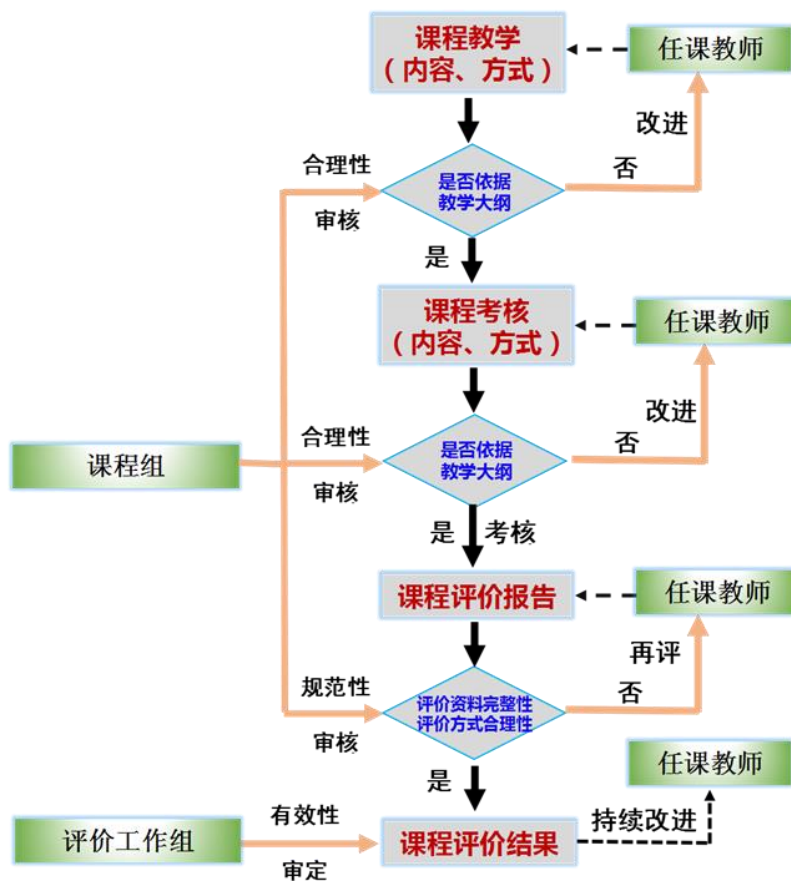 课程教学
（内容、方式）
任课教师
改进
合理性
审核
是否依据
教学大纲
否
是
课程考核
（内容、方式）
任课教师
改进
课程组
合理性
审核
是否依据
教学大纲
否
是 考核
课程评价报告
任课教师
再评
规范性
审核
评价资料完整性
评价方式合理性
否
是
任课教师
评价工作组
有效性
审定
课程评价结果
持续改进